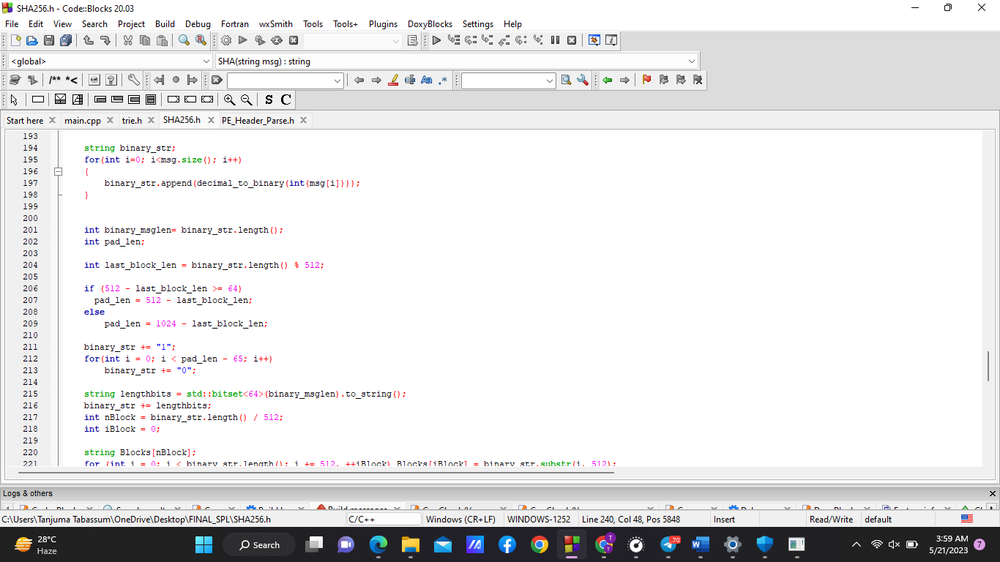 SHA256.h - Code::Blocks 20.03
File Edit View Search Project Build Debug Fortran wxSmith Tools Tools+ Plugins DoxyBlocks Settings Help
<global> SHA(string msg) : string
/** *< Aa .*
S C
Start here main.cpp trie.h SHA256.h PE_Header_Parse.h
193
194 string binary_str;
195 for(int i=0; i<msg.size(); i++)
196 {
197 binary_str.append(decimal_to_binary(int(msg[i])));
198 }
199
200
201 int binary_msglen= binary_str.length();
202 int pad_len;
203
204 int last_block_len = binary_str.length() % 512;
205
206 if (512 - last_block_len >= 64)
207 pad_len = 512 - last_block_len;
208 else
209 pad_len = 1024 - last_block_len;
210
211 binary_str += "1";
212 for(int i = 0; i < pad_len - 65; i++)
213 binary_str += "0";
214
215 string lengthbits = std::bitset<64>(binary_msglen).to_string();
216 binary_str += lengthbits;
217 int nBlock = binary_str.length() / 512;
218 int iBlock = 0;
219
220 string Blocks[nBlock];
221 for (int i = 0; i < binary_str.length(); i += 512, ++iBlock) Blocks[iBlock] = binary_str.substr(i, 512);
Logs & others
Build messages
C:\Users\Tanjuma Tabassum\OneDrive\Desktop\FINAL_SPL\SHA256.h C/C++ Windows (CR+LF) WINDOWS-1252 Line 240, Col 48, Pos 5848 Insert Read/Write default
28°C
Haze
Search
T
T
70
3:59 AM
5/21/2023
7